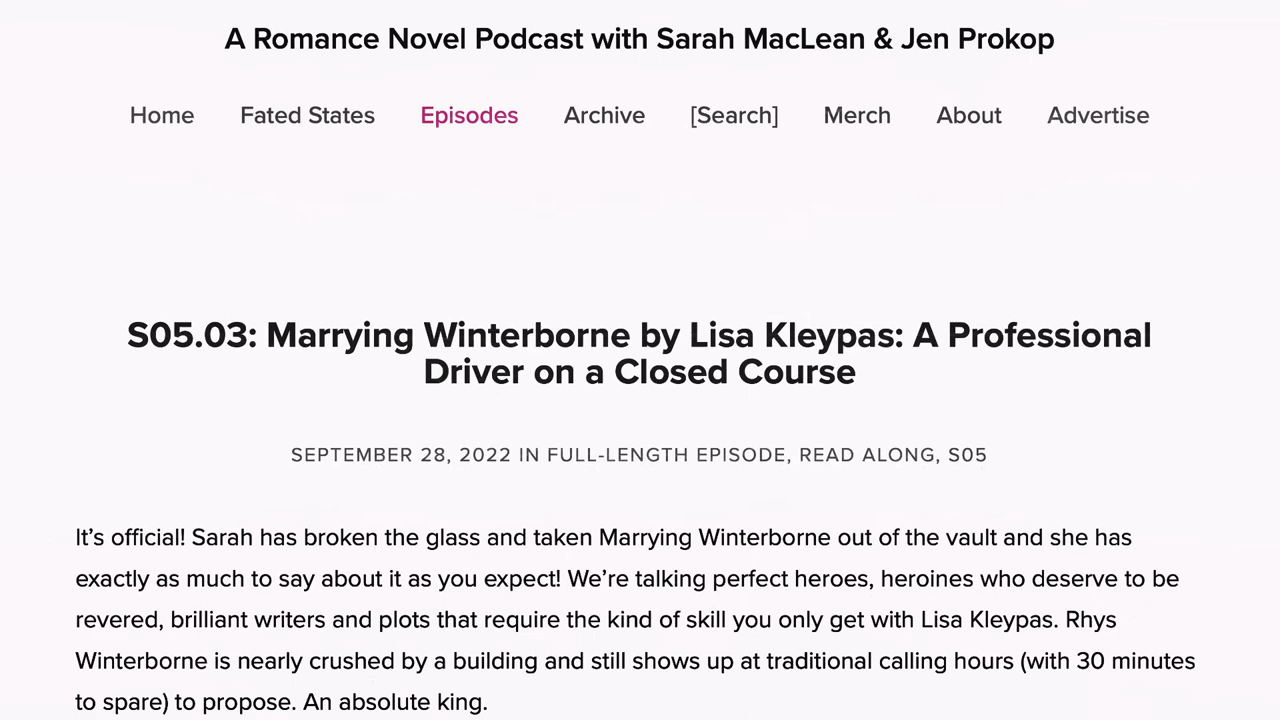 A Romance Novel Podcast with Sarah MacLean & Jen Prokop
Home Fated States Episodes Archive [Search] Merch About Advertise
S05.03: Marrying Winterborne by Lisa Kleypas: A Professional
Driver on a Closed Course
SEPTEMBER 28, 2022 IN FULL-LENGTH EPISODE, READ ALONG, S05
It’s official! Sarah has broken the glass and taken Marrying Winterborne out of the vault and she has
exactly as much to say about it as you expect! We’re talking perfect heroes, heroines who deserve to be
revered, brilliant writers and plots that require the kind of skill you only get with Lisa Kleypas. Rhys
Winterborne is nearly crushed by a building and still shows up at traditional calling hours (with 30 minutes
to spare) to propose. An absolute king.